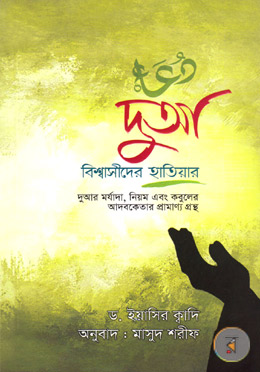 دعاء
দুআ
বিশ্বাসীদের হাতিয়ার
দুআর মর্যাদা, নিয়ম এবং কবুলের
আদবকেতার প্রামাণ্য গ্রন্থ
ড. ইয়াসির ক্বাদি
অনুবাদ : মাসুদ শরীফ
র